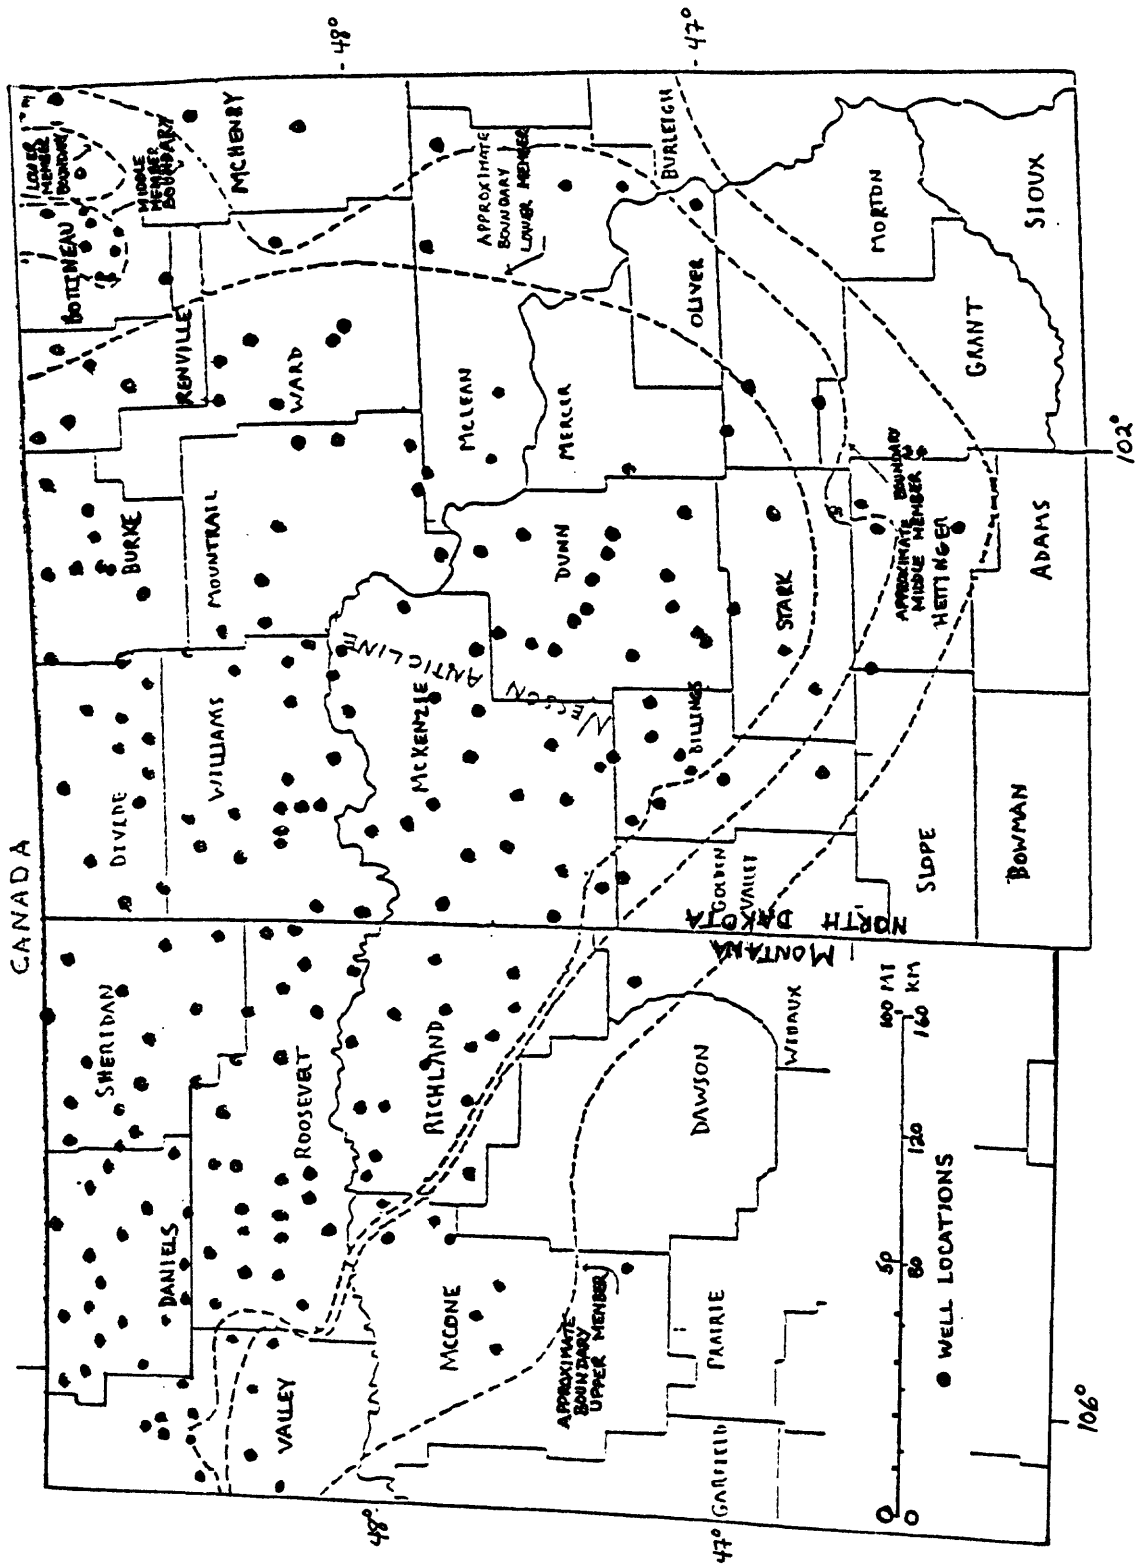 CANADA
48°
47°
LOWER
MEMBER
BOUNDARY
MIDDLE
MEMBER
BOUNDARY
BOTTINEAU
MCHENRY
RENVILLE
WARD
BURKE
MOUNTRAIL
DIVIDE
WILLIAMS
MCKENZIE
NESSON ANTICLINE
APPROXIMATE
BOUNDARY
LOWER MEMBER
MCLEAN
MERCER
OLIVER
BURLEIGH
MORTON
SIOUX
GRANT
DUNN
STARK
BILLINGS
GOLDEN
VALLEY
APPROXIMATE BOUNDARY
MIDDLE MEMBER
HETTINGER
ADAMS
SLOPE
BOWMAN
102°
NORTH DAKOTA
MONTANA
SHERIDAN
DANIELS
ROOSEVELT
RICHLAND
VALLEY
MCCONE
DAWSON
WIBAUX
PRAIRIE
GARFIELD
APPROXIMATE
BOUNDARY
UPPER MEMBER
48°
47°
106°
0 50 100 MI
0 80 120 160 KM
WELL LOCATIONS